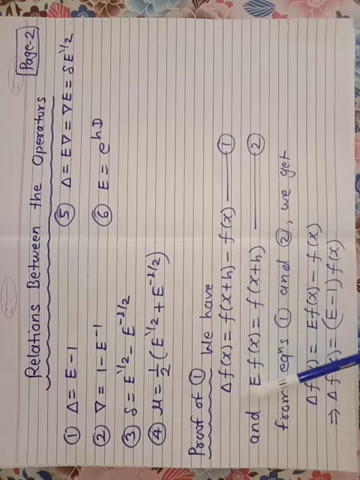 Page-2
Relations Between the Operators
① Δ = E - 1
⑤ Δ = E∇ = ∇E = δE^1/2
② ∇ = 1 - E^-1
⑥ E = e^hD
③ δ = E^1/2 - E^-1/2
④ μ = 1/2 (E^1/2 + E^-1/2)
Proof of ① We have
Δf(x) = f(x+h) - f(x) — ①
and E f(x) = f(x+h) — ②
from eqns ① and ②, we get
Δf(x) = Ef(x) - f(x)
⇒ Δf(x) = (E-1) f(x)